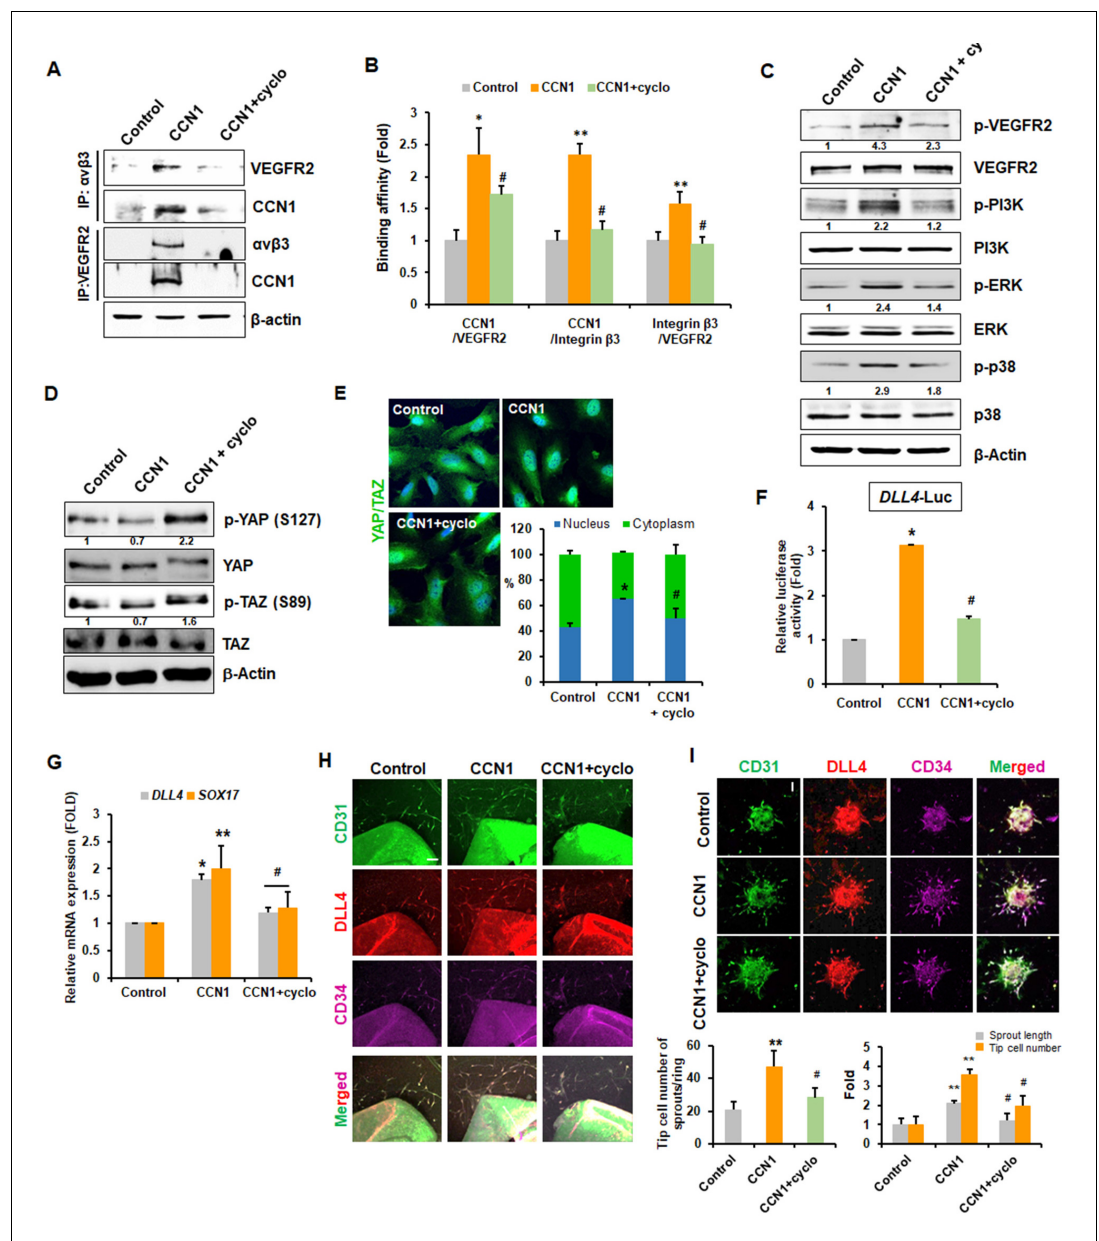 A
Control
CCN1
CCN1+cyclo
IP: αvβ3
VEGFR2
CCN1
IP:VEGFR2
αvβ3
CCN1
β-actin
B
Control CCN1 CCN1+cyclo
Binding affinity (Fold)
3
2.5
2
1.5
1
0.5
0
* # ** # ** #
CCN1 CCN1 Integrin β3
/VEGFR2 /Integrin β3 /VEGFR2
C
Control
CCN1
CCN1 + cy
p-VEGFR2
1 4.3 2.3
VEGFR2
p-PI3K
1 2.2 1.2
PI3K
p-ERK
1 2.4 1.4
ERK
p-p38
1 2.9 1.8
p38
β-Actin
D
Control
CCN1
CCN1 + cyclo
p-YAP (S127)
1 0.7 2.2
YAP
p-TAZ (S89)
1 0.7 1.6
TAZ
β-Actin
E
YAP/TAZ
Control
CCN1
CCN1+cyclo
Nucleus Cytoplasm
%
120
100
80
60
40
20
0
* #
Control CCN1 CCN1
+ cyclo
F
DLL4-Luc
Relative luciferase
activity (Fold)
4
3
2
1
0
* #
Control CCN1 CCN1+cyclo
G
DLL4 SOX17
Relative mRNA expression (FOLD)
3
2.5
2
1.5
1
0.5
0
* ** #
Control CCN1 CCN1+cyclo
H
Control CCN1 CCN1+cyclo
CD31
DLL4
CD34
Merged
I
CD31 DLL4 CD34 Merged
Control
CCN1
CCN1+cyclo
Tip cell number of
sprouts/ring
60
40
20
0
** #
Control CCN1 CCN1+cyclo
Sprout length
Tip cell number
Fold
5
4
3
2
1
0
** ** # #
Control CCN1 CCN1+cyclo